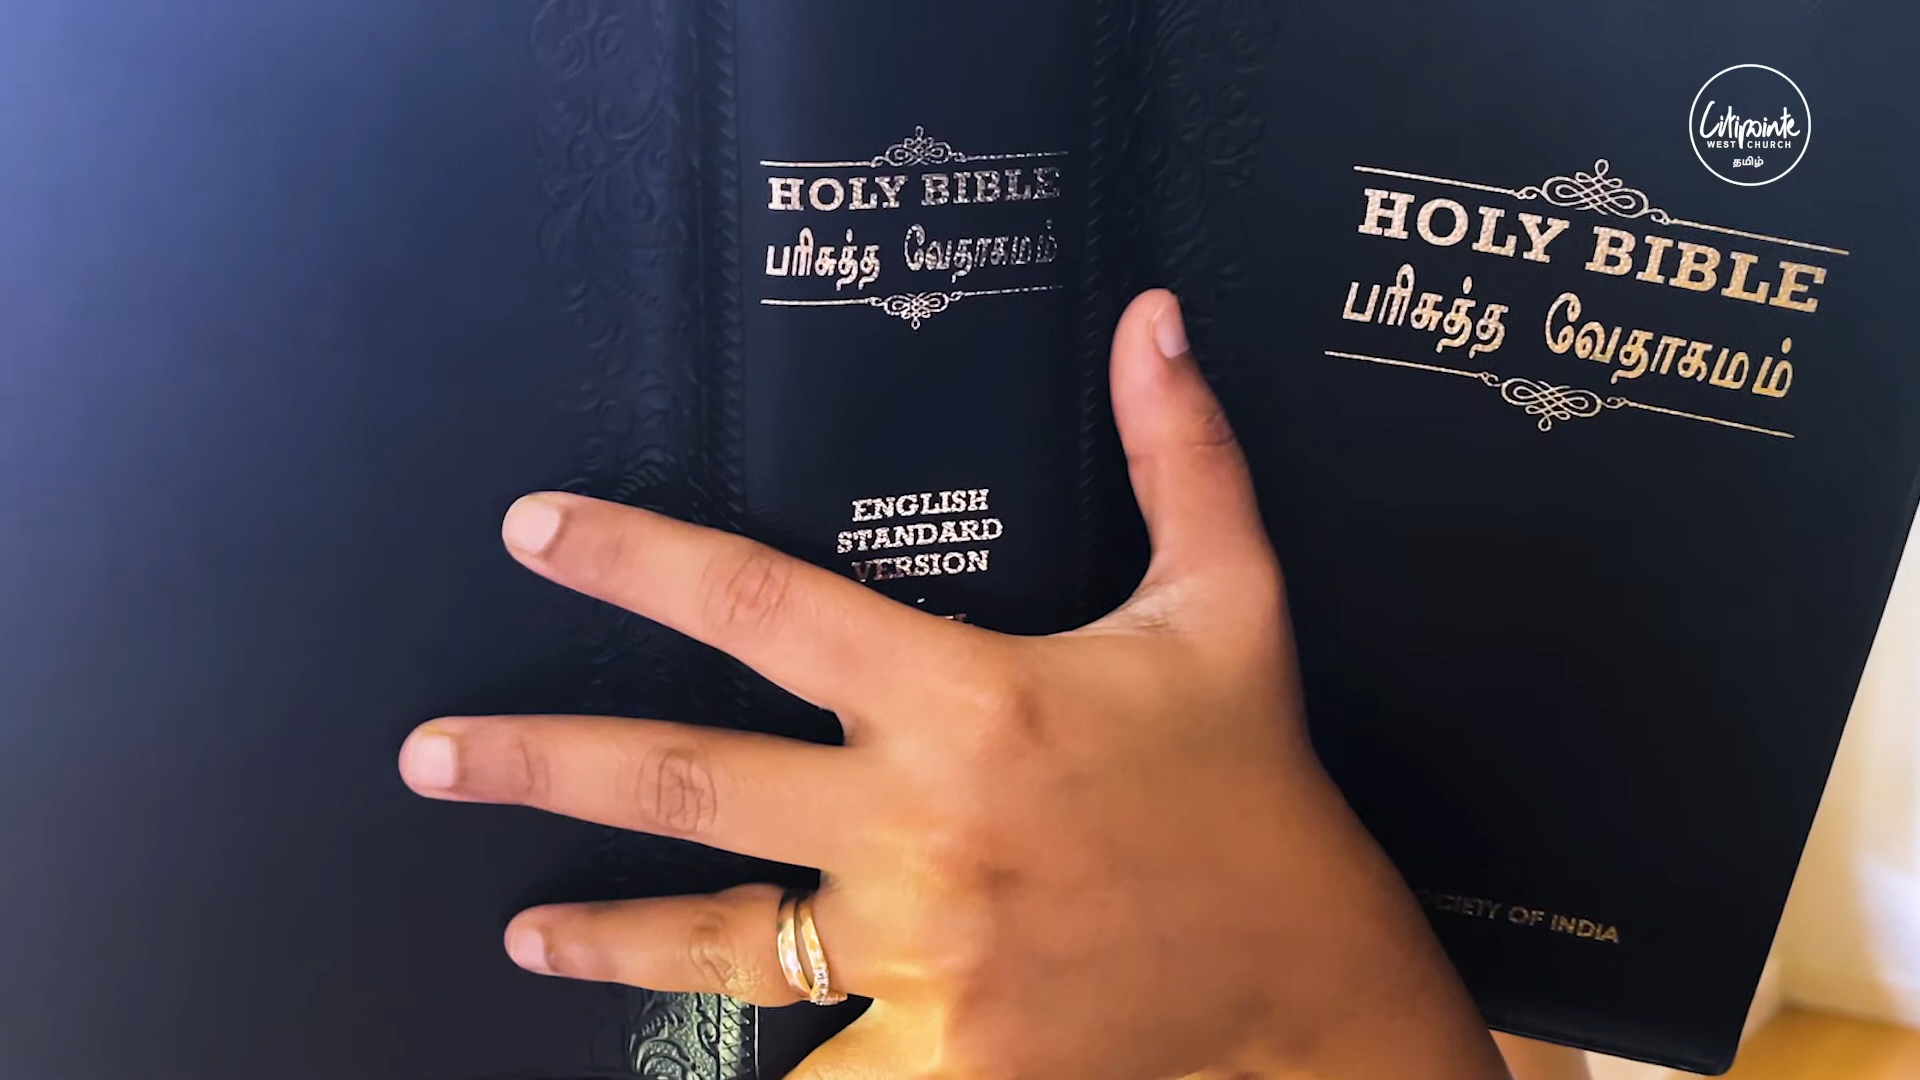 HOLY BIBLE
பரிசுத்த வேதாகமம்
ENGLISH
STANDARD
VERSION
HOLY BIBLE
பரிசுத்த வேதாகமம்
OF INDIA
Citipointe
WEST CHURCH
தமிழ்